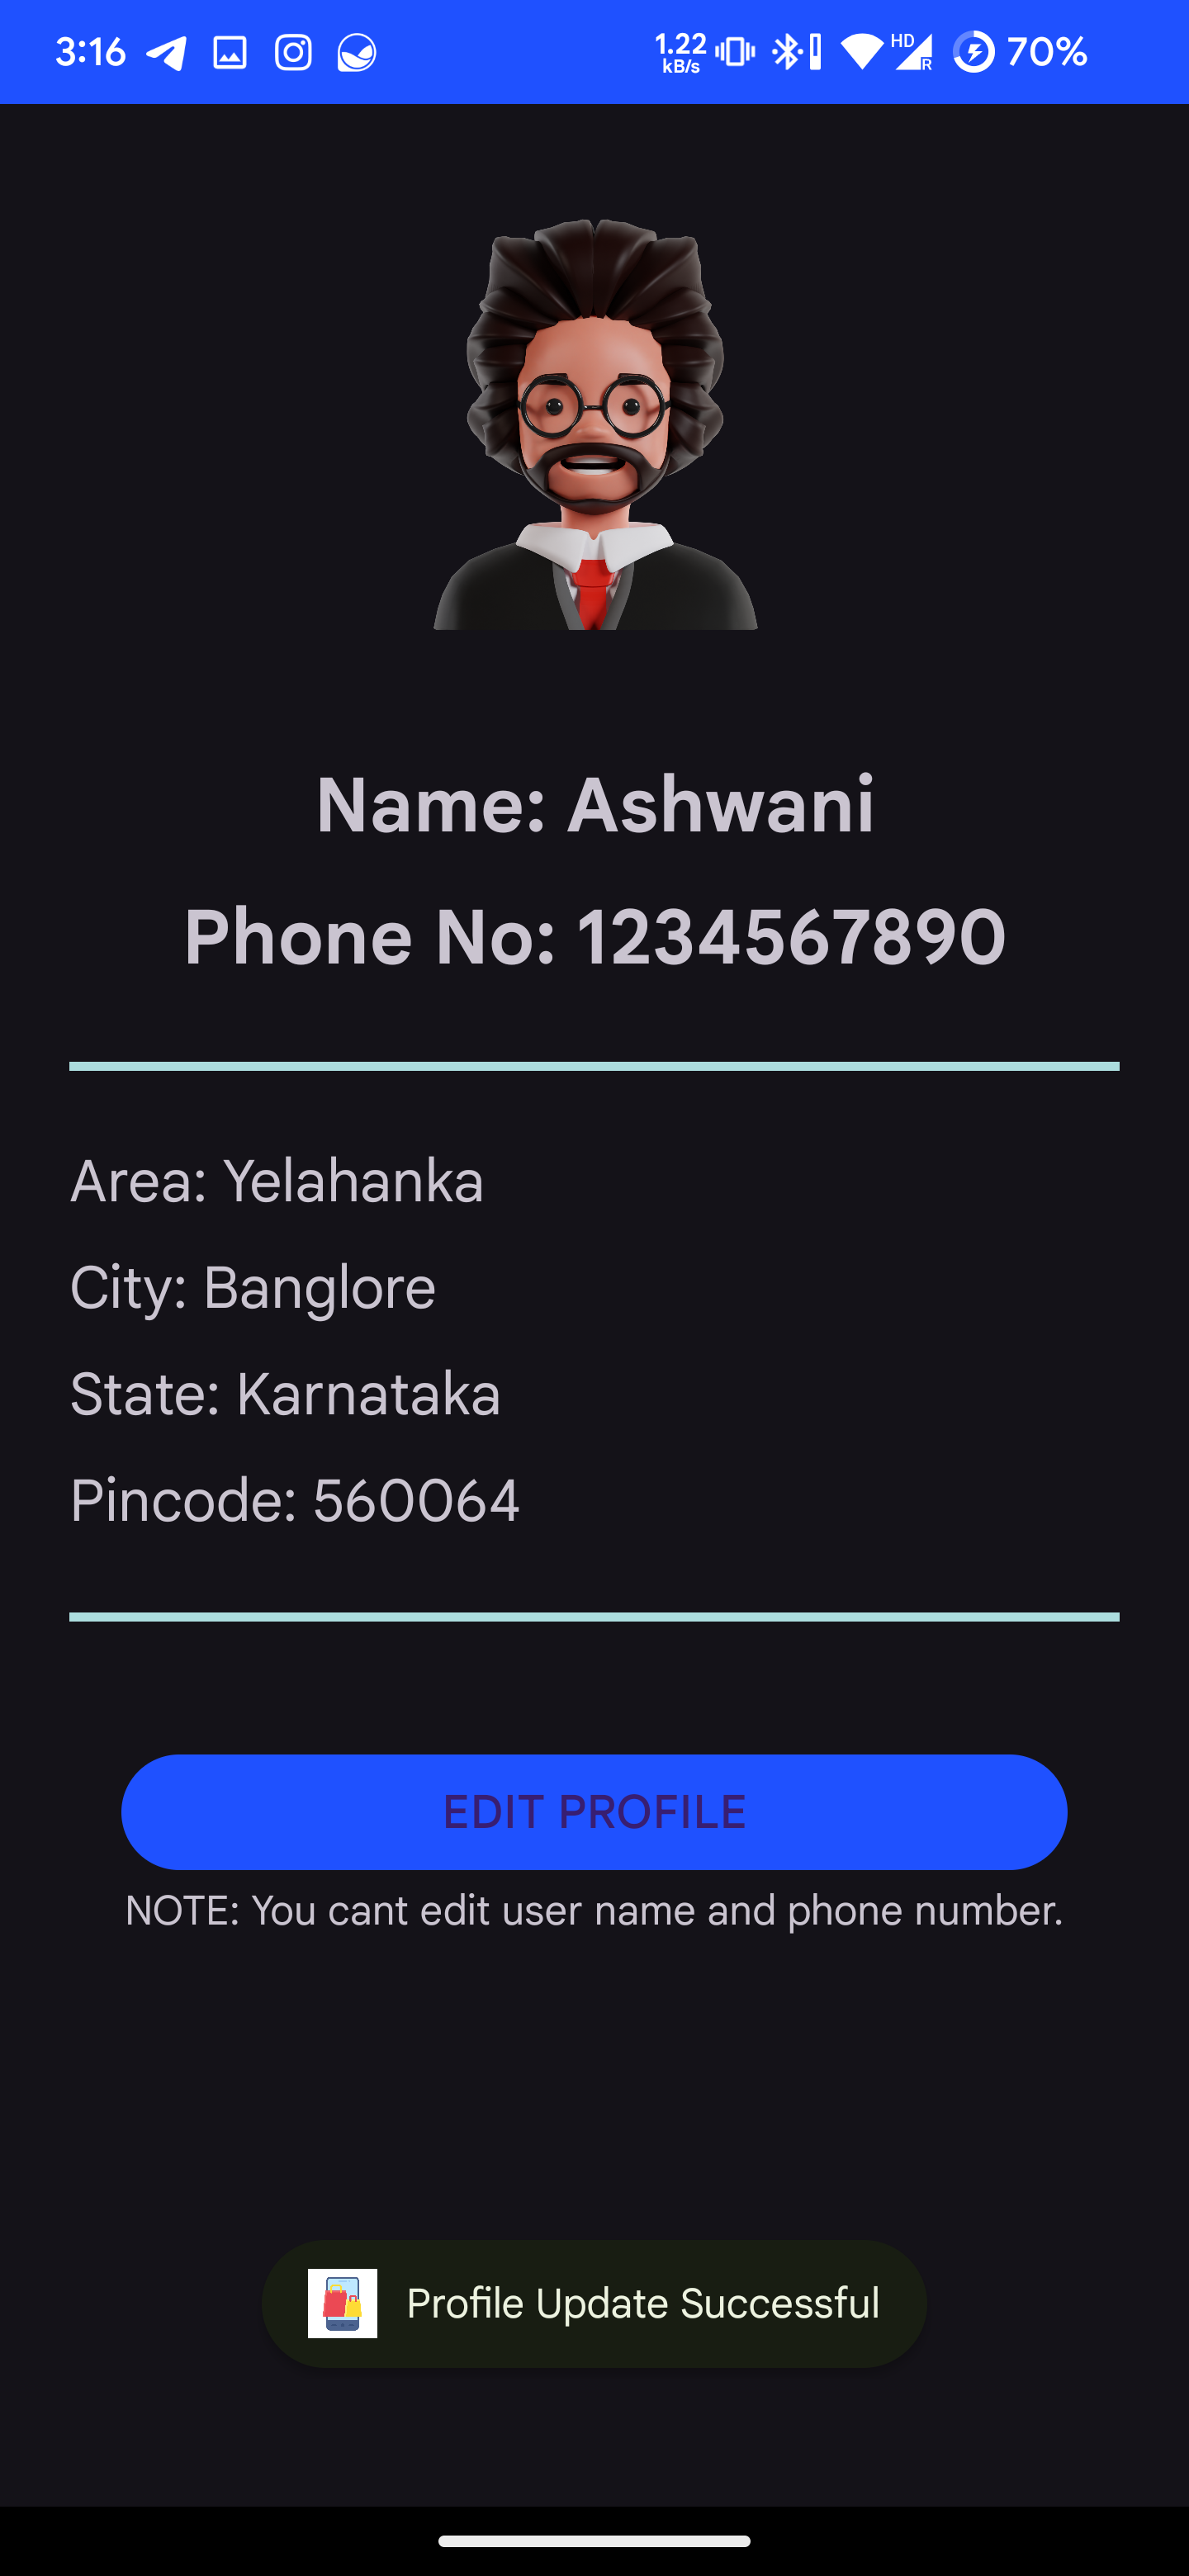 3:16
1.22
kB/s
HD
R
70%
Name: Ashwani
Phone No: 1234567890
Area: Yelahanka
City: Banglore
State: Karnataka
Pincode: 560064
EDIT PROFILE
NOTE: You cant edit user name and phone number.
Profile Update Successful